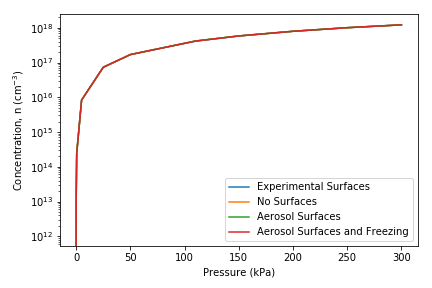 10^18
10^17
10^16
10^15
10^14
10^13
10^12
Concentration, n (cm^−3)
Experimental Surfaces
No Surfaces
Aerosol Surfaces
Aerosol Surfaces and Freezing
0 50 100 150 200 250 300
Pressure (kPa)